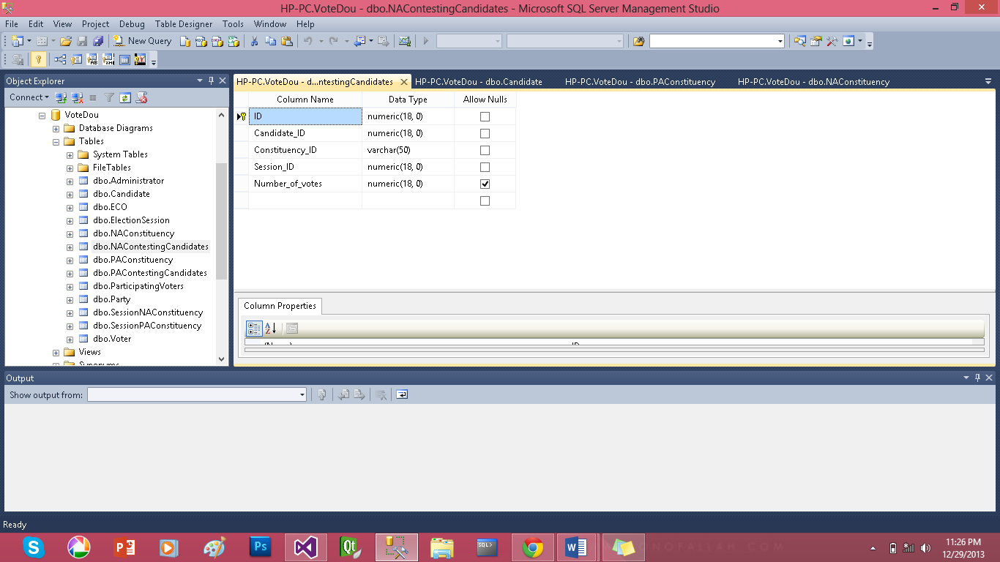 HP-PC.VoteDou - dbo.NAContestingCandidates - Microsoft SQL Server Management Studio
File Edit View Project Debug Table Designer Tools Window Help
New Query
Object Explorer
Connect
VoteDou
Database Diagrams
Tables
System Tables
FileTables
dbo.Administrator
dbo.Candidate
dbo.ECO
dbo.ElectionSession
dbo.NAConstituency
dbo.NAContestingCandidates
dbo.PAConstituency
dbo.PAContestingCandidates
dbo.ParticipatingVoters
dbo.Party
dbo.SessionNAConstituency
dbo.SessionPAConstituency
dbo.Voter
Views
Synonyms
HP-PC.VoteDou - d...ntestingCandidates HP-PC.VoteDou - dbo.Candidate HP-PC.VoteDou - dbo.PAConstituency HP-PC.VoteDou - dbo.NAConstituency
Column Name Data Type Allow Nulls
ID numeric(18, 0)
Candidate_ID numeric(18, 0)
Constituency_ID varchar(50)
Session_ID numeric(18, 0)
Number_of_votes numeric(18, 0)
Column Properties
(Name) ID
Output
Show output from:
Ready
11:26 PM
12/29/2013